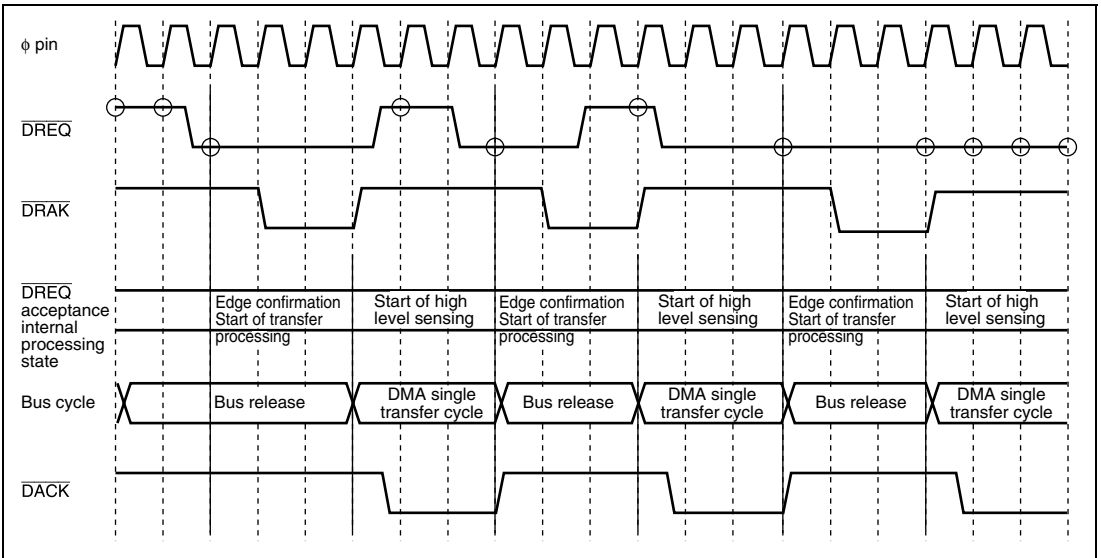 φ pin
DREQ
DRAK
DREQ
acceptance
internal
processing
state
Edge confirmation
Start of transfer
processing
Start of high
level sensing
Edge confirmation
Start of transfer
processing
Start of high
level sensing
Edge confirmation
Start of transfer
processing
Start of high
level sensing
Bus cycle
Bus release
DMA single
transfer cycle
Bus release
DMA single
transfer cycle
Bus release
DMA single
transfer cycle
DACK